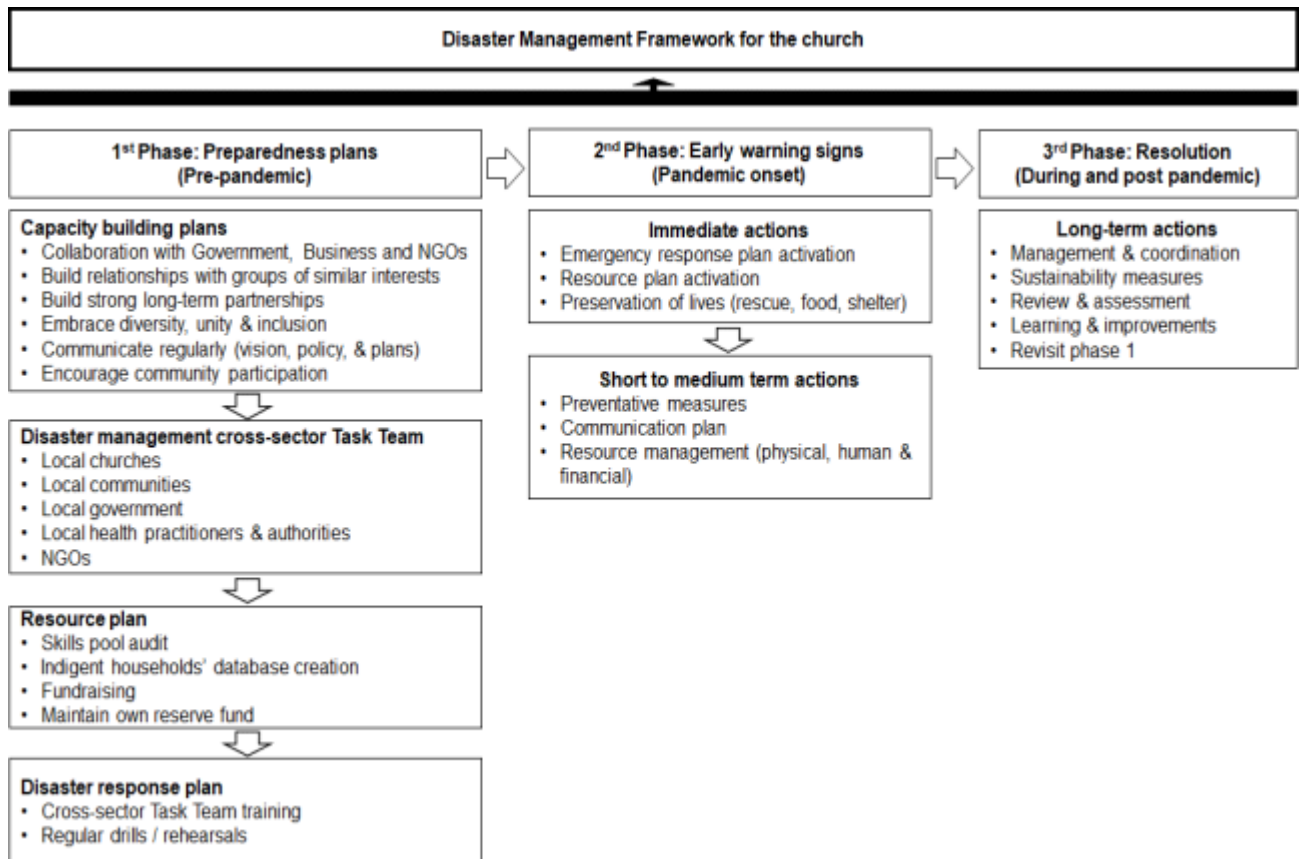 Disaster Management Framework for the church
1st Phase: Preparedness plans
(Pre-pandemic)
Capacity building plans
• Collaboration with Government, Business and NGOs
• Build relationships with groups of similar interests
• Build strong long-term partnerships
• Embrace diversity, unity & inclusion
• Communicate regularly (vision, policy, & plans)
• Encourage community participation
Disaster management cross-sector Task Team
• Local churches
• Local communities
• Local government
• Local health practitioners & authorities
• NGOs
Resource plan
• Skills pool audit
• Indigent households' database creation
• Fundraising
• Maintain own reserve fund
Disaster response plan
• Cross-sector Task Team training
• Regular drills / rehearsals
2nd Phase: Early warning signs
(Pandemic onset)
Immediate actions
• Emergency response plan activation
• Resource plan activation
• Preservation of lives (rescue, food, shelter)
Short to medium term actions
• Preventative measures
• Communication plan
• Resource management (physical, human &
financial)
3rd Phase: Resolution
(During and post pandemic)
Long-term actions
• Management & coordination
• Sustainability measures
• Review & assessment
• Learning & improvements
• Revisit phase 1